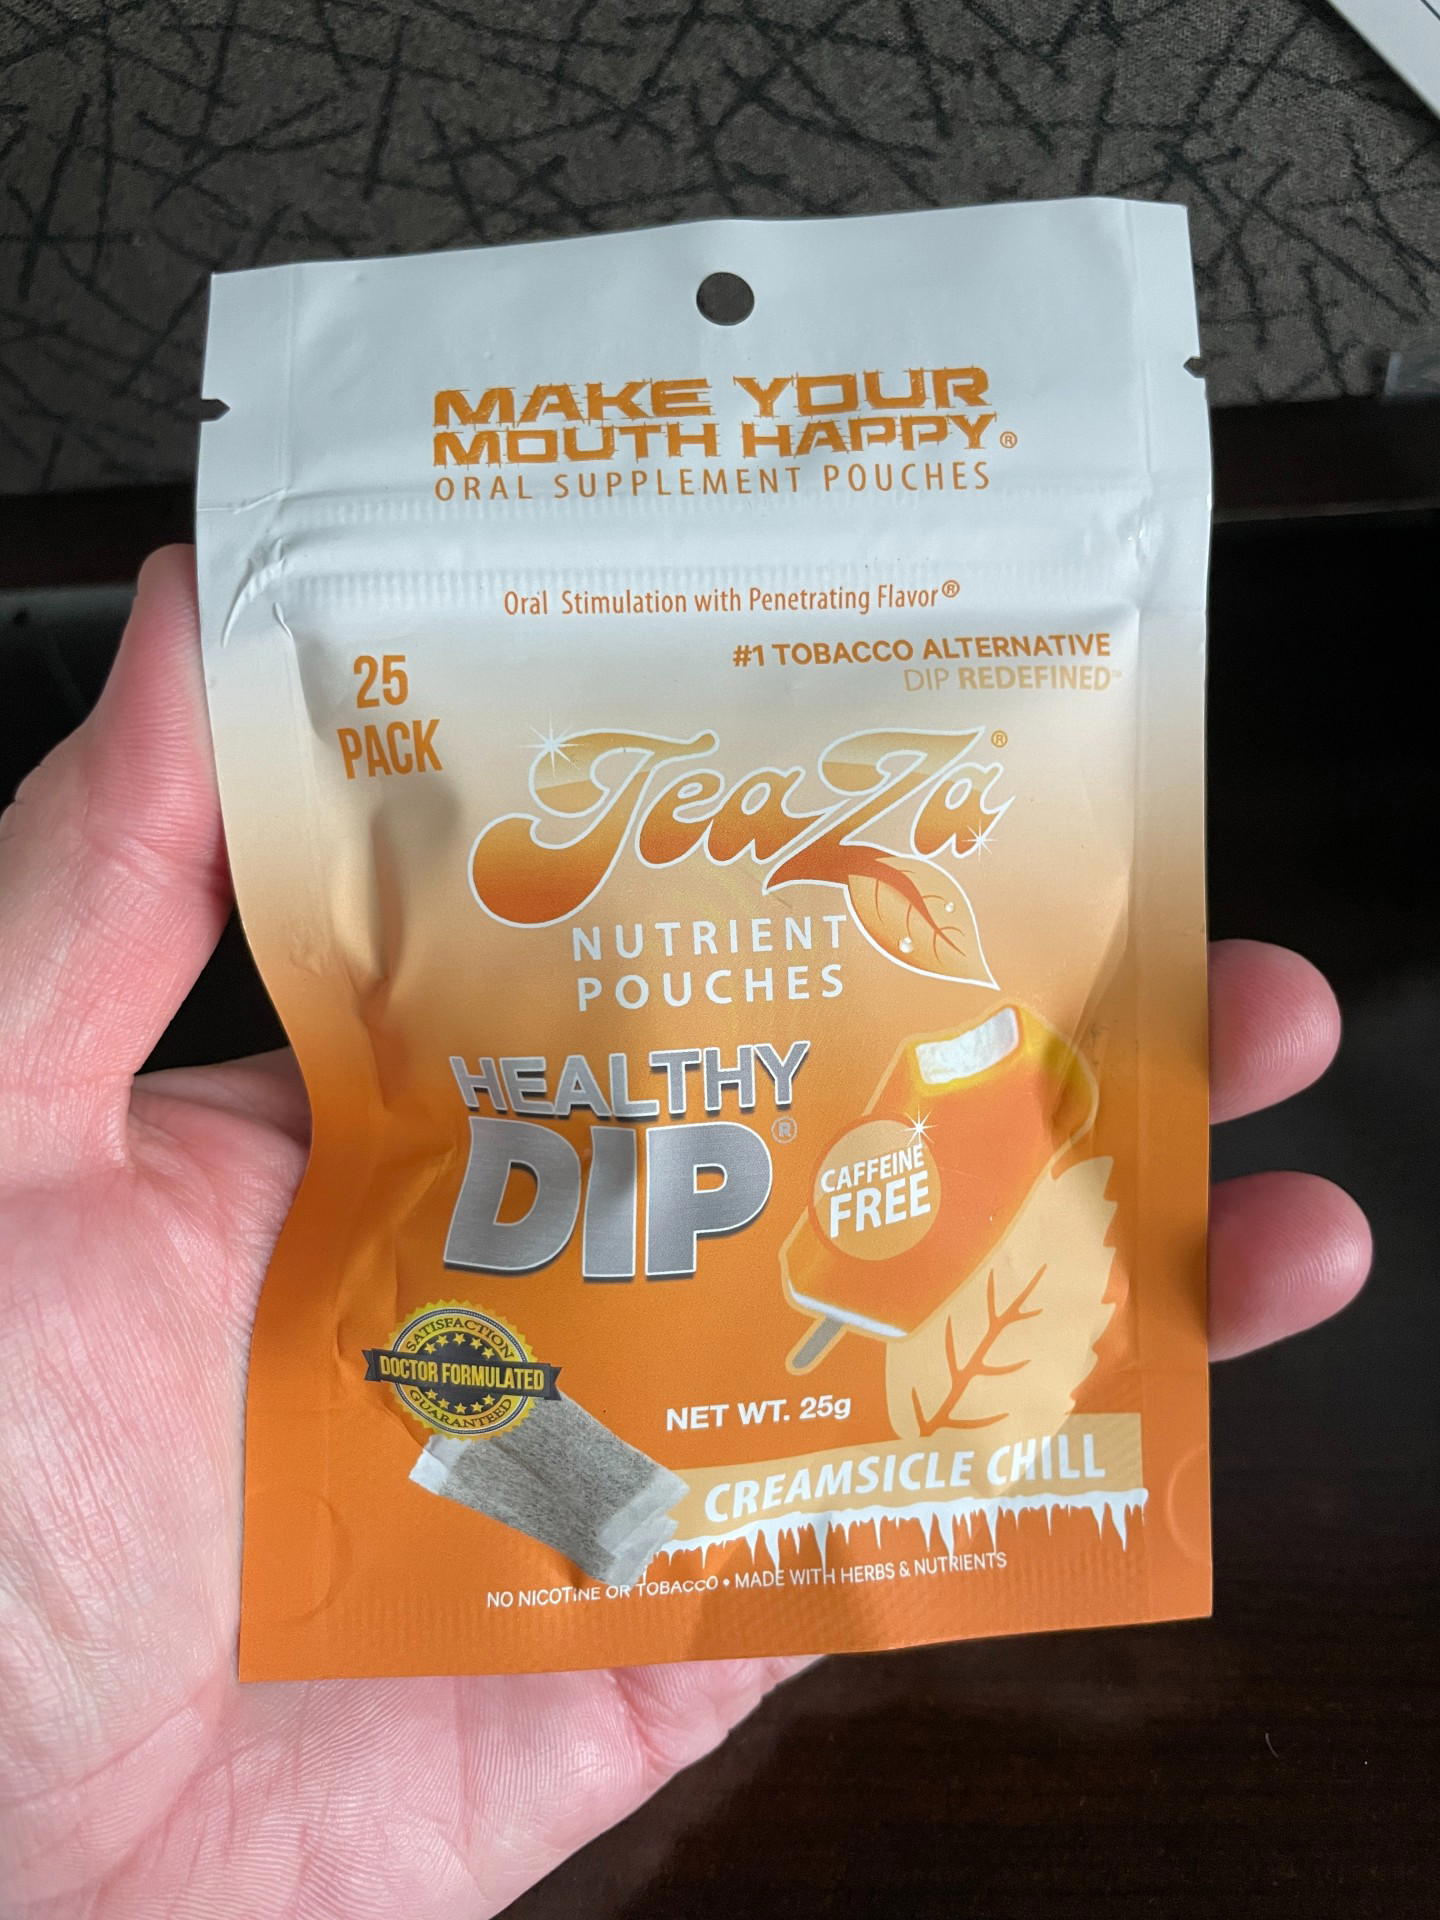 MAKE YOUR
MOUTH HAPPY®
ORAL SUPPLEMENT POUCHES
Oral Stimulation with Penetrating Flavor®
#1 TOBACCO ALTERNATIVE
DIP REDEFINED™
25
PACK
TeaZa®
NUTRIENT
POUCHES
HEALTHY
DIP®
CAFFEINE
FREE
SATISFACTION
DOCTOR FORMULATED
GUARANTEED
NET WT. 25g
CREAMSICLE CHILL
NO NICOTINE OR TOBACCO • MADE WITH HERBS & NUTRIENTS